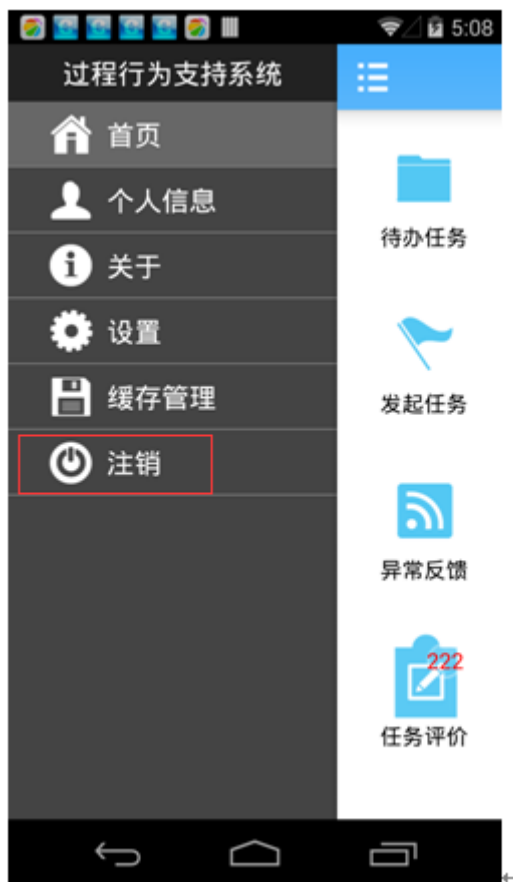 5:08
过程行为支持系统
首页
个人信息
关于
设置
缓存管理
注销
待办任务
发起任务
异常反馈
222
任务评价